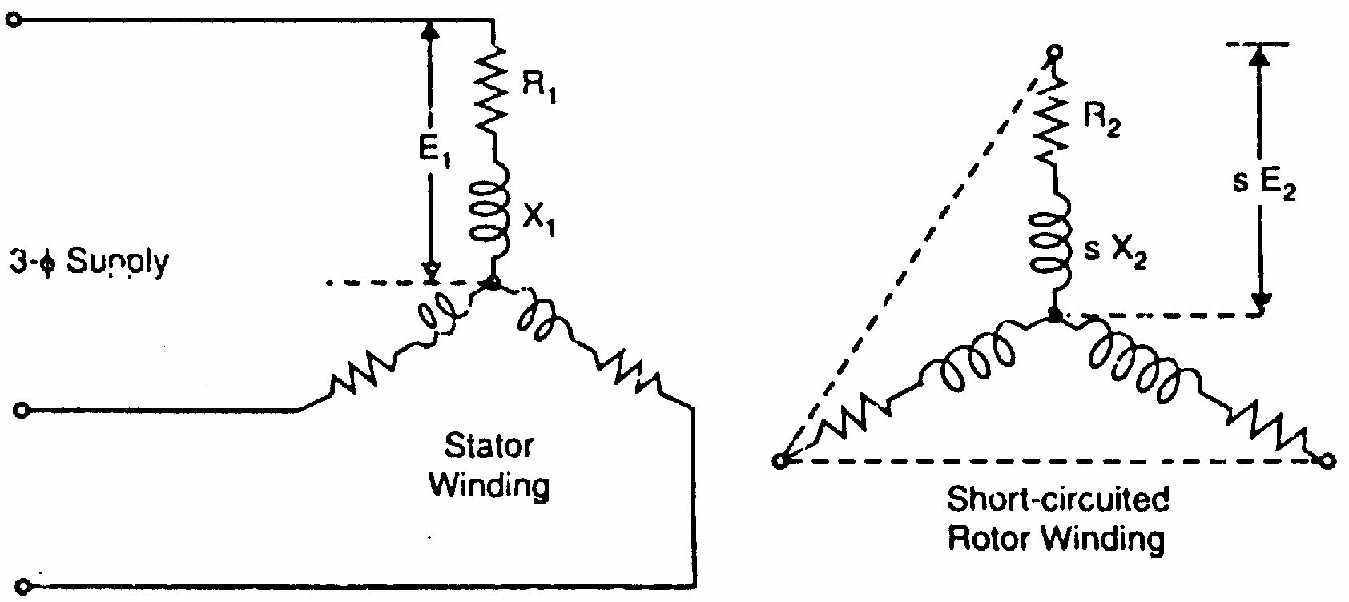 R₁
E₁
X₁
3-ϕ Supply
Stator
Winding
R₂
s E₂
s X₂
Short-circuited
Rotor Winding